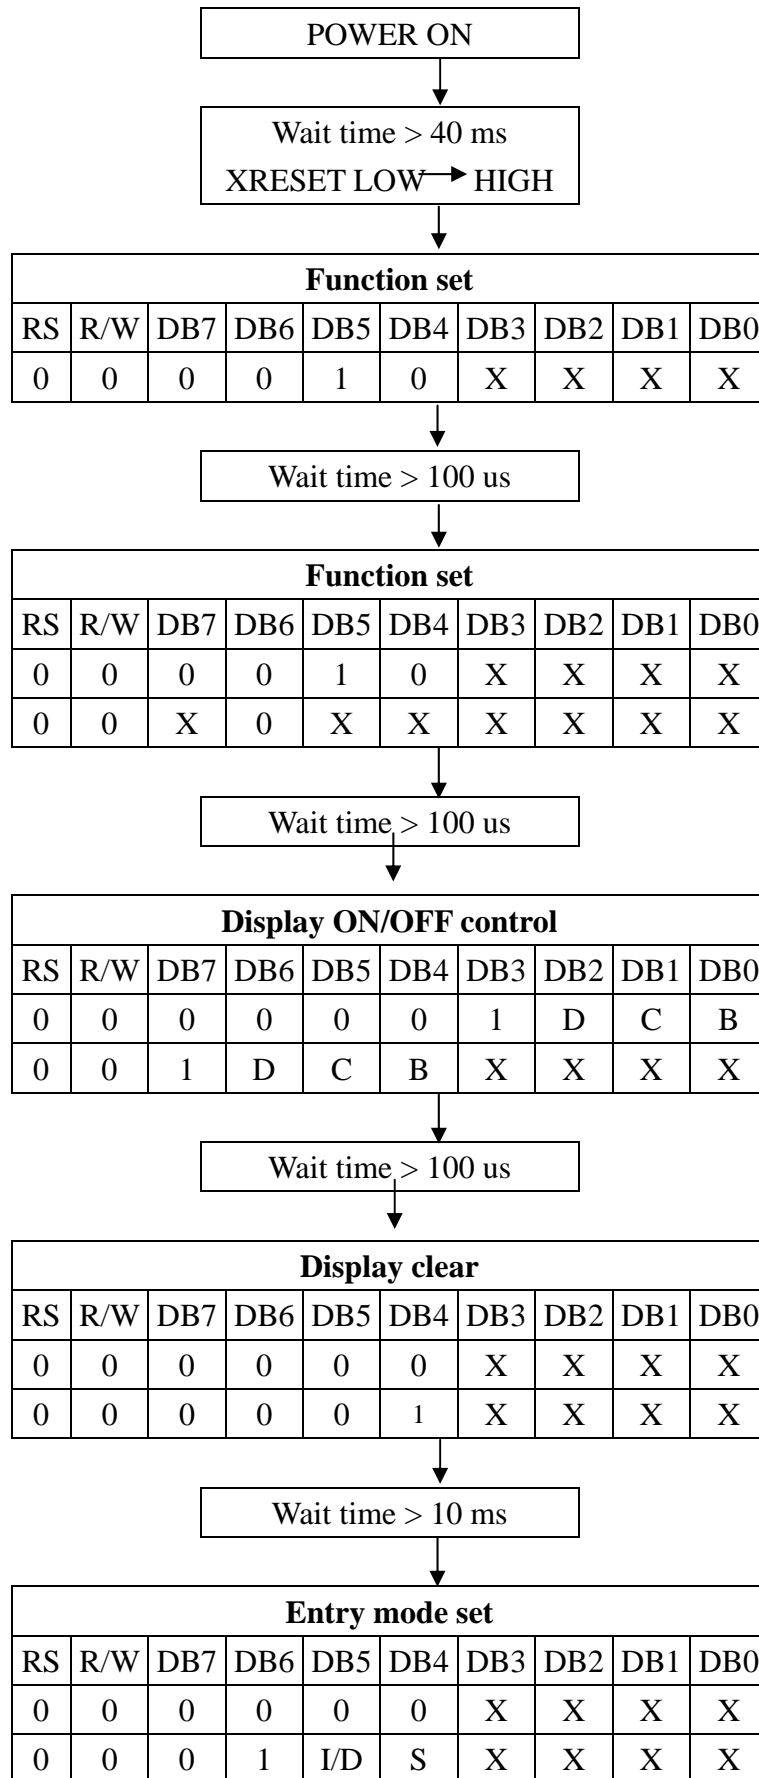 POWER ON
Wait time > 40 ms
XRESET LOW → HIGH
Function set
RS R/W DB7 DB6 DB5 DB4 DB3 DB2 DB1 DB0
0 0 0 0 1 0 X X X X
Wait time > 100 us
Function set
RS R/W DB7 DB6 DB5 DB4 DB3 DB2 DB1 DB0
0 0 0 0 1 0 X X X X
0 0 X 0 X X X X X X
Wait time > 100 us
Display ON/OFF control
RS R/W DB7 DB6 DB5 DB4 DB3 DB2 DB1 DB0
0 0 0 0 0 0 1 D C B
0 0 1 D C B X X X X
Wait time > 100 us
Display clear
RS R/W DB7 DB6 DB5 DB4 DB3 DB2 DB1 DB0
0 0 0 0 0 0 X X X X
0 0 0 0 0 1 X X X X
Wait time > 10 ms
Entry mode set
RS R/W DB7 DB6 DB5 DB4 DB3 DB2 DB1 DB0
0 0 0 0 0 0 X X X X
0 0 0 1 I/D S X X X X